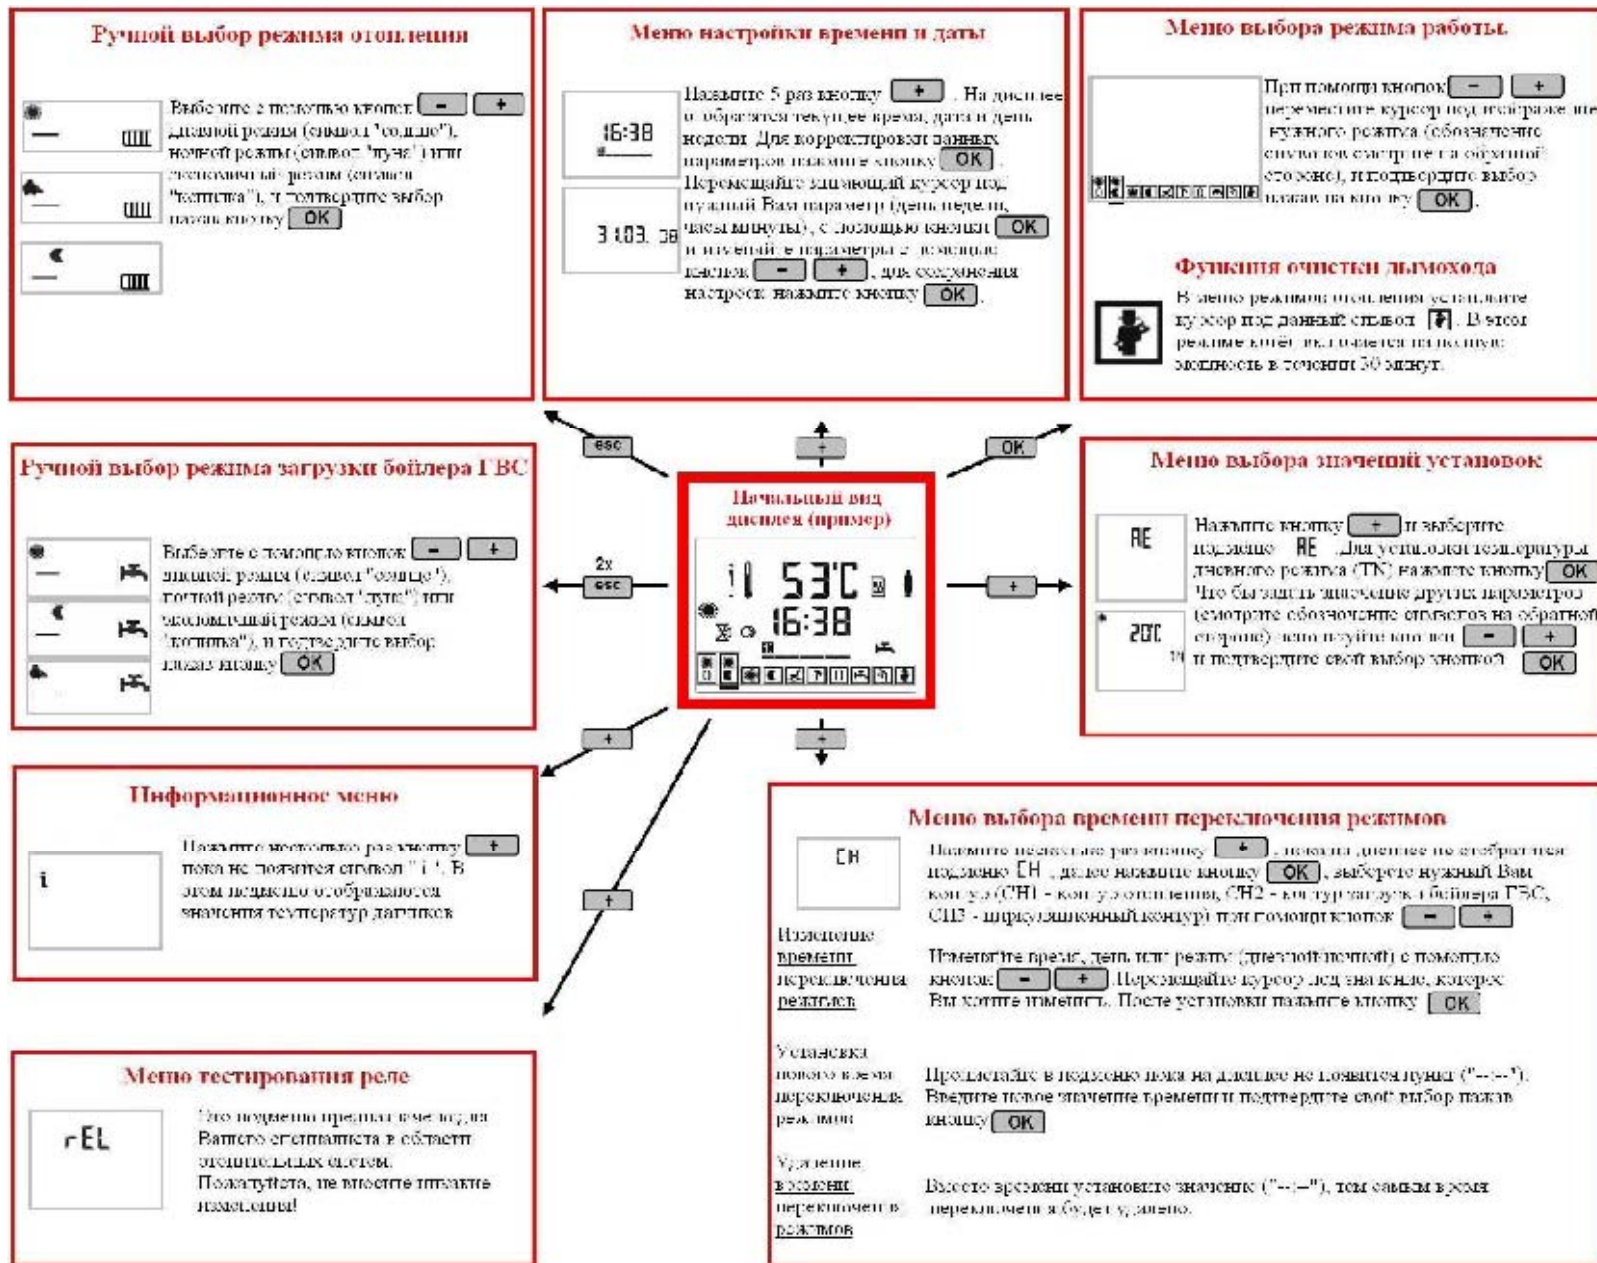 Ручной выбор режима отопления
Выберите с помощью кнопок - +
дневной режим (символ "солнце"),
ночной режим (символ "луна") или
экономичный режим (символ
"копилка"), и подтвердите выбор
нажав кнопку OK
Меню настройки времени и даты
16:38
31.03. 08
Нажмите 5 раз кнопку + . На дисплее
отобразятся текущее время, дата и день
недели. Для корректировки данных
параметров нажмите кнопку OK .
Перемещайте мигающий курсор под
нужный Вам параметр (день недели,
часы минуты), с помощью кнопки OK
и изменяйте параметры с помощью
кнопок - + , для сохранения
настроек нажмите кнопку OK .
Меню выбора режима работы.
При помощи кнопок - +
переместите курсор под изображение
нужного режима (обозначение
символов смотрите на обратной
стороне), и подтвердите выбор
нажав на кнопку OK .
Функция очистки дымохода
В меню режимов отопления установите
курсор под данный символ . В этом
режиме котёл включается на полную
мощность в течении 30 минут.
esc
+
OK
Ручной выбор режима загрузки бойлера ГВС
Выберите с помощью кнопок - +
дневной режим (символ "солнце"),
ночной режим (символ "луна") или
экономичный режим (символ
"копилка"), и подтвердите выбор
нажав кнопку OK
2x
esc
Начальный вид
дисплея (пример)
53°C
16:38
+
Меню выбора значений установок
AE
20°C
TN
Нажмите кнопку + и выберите
подменю AE .Для установки температуры
дневного режима (TN) нажмите кнопку OK
Что бы задать значение других параметров
(смотрите обозначение символов на обратной
стороне) используйте кнопки - +
и подтвердите свой выбор кнопкой OK
+
+
+
Информационное меню
i
Нажмите несколько раз кнопку +
пока не появится символ " i ". В
этом подменю отображаются
значения температур датчиков
Меню тестирования реле
rEL
Это подменю предназначено для
Вашего специалиста в области
отопительных систем.
Пожалуйста, не вносите никакие
изменения!
Меню выбора времени переключения режимов
CH
Нажмите несколько раз кнопку + , пока на дисплее не отобразится
подменю CH , далее нажмите кнопку OK , выберете нужный Вам
контур (CH1 - контур отопления, CH2 - контур загрузки бойлера ГВС,
CH3 - циркуляционный контур) при помощи кнопок - +
Изменение
времени
переключения
режимов
Изменяйте время, день или режим (дневной/ночной) с помощью
кнопок - + .Перемещайте курсор под значение, которое
Вы хотите изменить. После установки нажмите кнопку OK
Установка
нового время
переключения
режимов
Пролистайте в подменю пока на дисплее не появится пункт ("--:--").
Введите новое значение времени и подтвердите свой выбор нажав
кнопку OK
Удаление
времени
переключения
режимов
Вместо времени установите значение ("--:--"), тем самым время
переключения будет удалено.